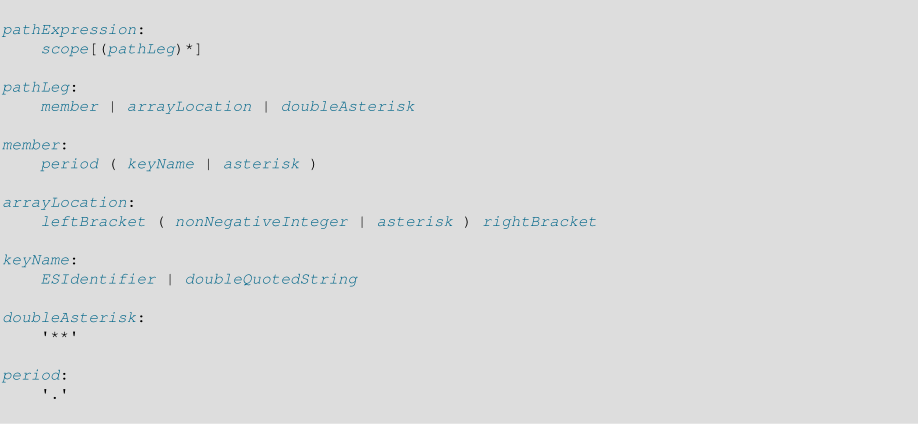 pathExpression:
    scope[(pathLeg)*]
pathLeg:
    member | arrayLocation | doubleAsterisk
member:
    period ( keyName | asterisk )
arrayLocation:
    leftBracket ( nonNegativeInteger | asterisk ) rightBracket
keyName:
    ESIdentifier | doubleQuotedString
doubleAsterisk:
    '**'
period:
    '.'